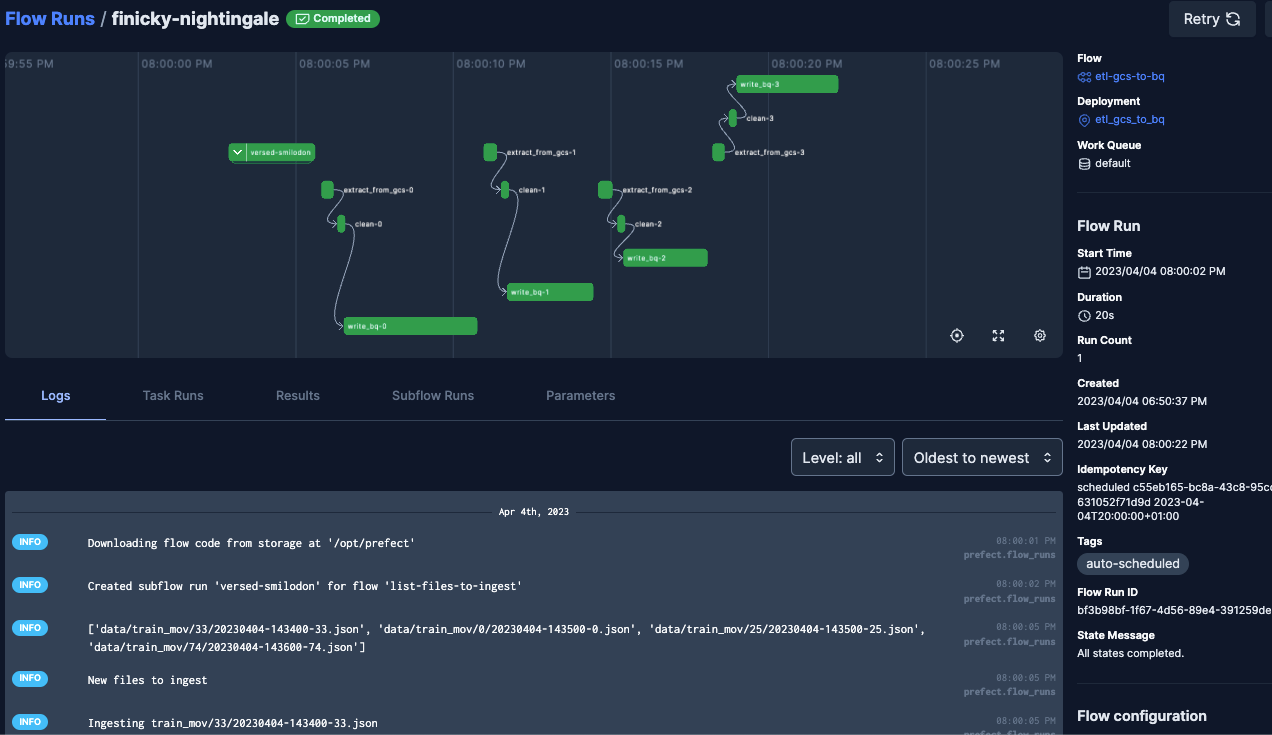 Flow Runs / finicky-nightingale Completed
Retry
59:55 PM 08:00:00 PM 08:00:05 PM 08:00:10 PM 08:00:15 PM 08:00:20 PM 08:00:25 PM
write_bq-3
clean-3
versed-smilodon extract_from_gcs-1 extract_from_gcs-3
extract_from_gcs-0 clean-1 extract_from_gcs-2
clean-0 clean-2
write_bq-2
write_bq-1
write_bq-0
Logs Task Runs Results Subflow Runs Parameters
Level: all Oldest to newest
Apr 4th, 2023
INFO Downloading flow code from storage at '/opt/prefect' 08:00:01 PM
prefect.flow_runs
INFO Created subflow run 'versed-smilodon' for flow 'list-files-to-ingest' 08:00:02 PM
prefect.flow_runs
INFO ['data/train_mov/33/20230404-143400-33.json', 'data/train_mov/0/20230404-143500-0.json', 'data/train_mov/25/20230404-143500-25.json', 08:00:05 PM
'data/train_mov/74/20230404-143600-74.json'] prefect.flow_runs
INFO New files to ingest 08:00:05 PM
prefect.flow_runs
INFO Ingesting train_mov/33/20230404-143400-33.json 08:00:05 PM
prefect.flow_runs
Flow
etl-gcs-to-bq
Deployment
etl_gcs_to_bq
Work Queue
default
Flow Run
Start Time
2023/04/04 08:00:02 PM
Duration
20s
Run Count
1
Created
2023/04/04 06:50:37 PM
Last Updated
2023/04/04 08:00:22 PM
Idempotency Key
scheduled c55eb165-bc8a-43c8-95cc
631052f71d9d 2023-04-
04T20:00:00+01:00
Tags
auto-scheduled
Flow Run ID
bf3b98bf-1f67-4d56-89e4-391259de
State Message
All states completed.
Flow configuration